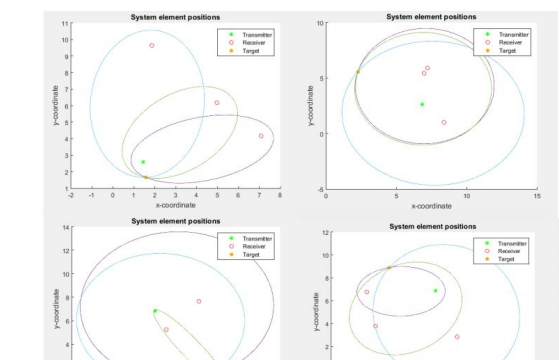 System element positions
11
10
9
8
7
6
5
4
3
2
1
-2 -1 0 1 2 3 4 5 6 7 8
x-coordinate
y-coordinate
Transmitter
Receiver
Target
System element positions
10
5
0
-5
0 5 10 15
x-coordinate
y-coordinate
Transmitter
Receiver
Target
System element positions
14
12
10
8
6
4
y-coordinate
Transmitter
Receiver
Target
System element positions
12
10
8
6
4
2
y-coordinate
Transmitter
Receiver
Target